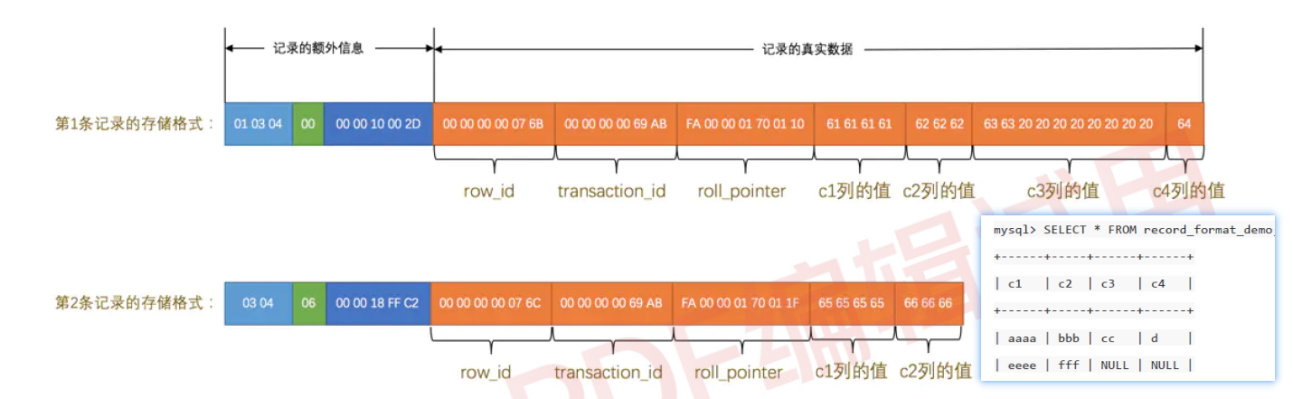 记录的额外信息 记录的真实数据
第1条记录的存储格式： 01 03 04 00 00 00 10 00 2D 00 00 00 00 07 6B 00 00 00 00 69 AB FA 00 00 01 70 01 10 61 61 61 61 62 62 62 63 63 20 20 20 20 20 20 20 20 64
row_id transaction_id roll_pointer c1列的值 c2列的值 c3列的值 c4列的值
mysql> SELECT * FROM record_format_demo
+------+-----+------+------+
| c1 | c2 | c3 | c4 |
+------+-----+------+------+
| aaaa | bbb | cc | d |
| eeee | fff | NULL | NULL |
第2条记录的存储格式： 03 04 06 00 00 18 FF C2 00 00 00 00 07 6C 00 00 00 00 69 AB FA 00 00 01 70 01 1F 65 65 65 65 66 66 66
row_id transaction_id roll_pointer c1列的值 c2列的值
PDF编辑试用